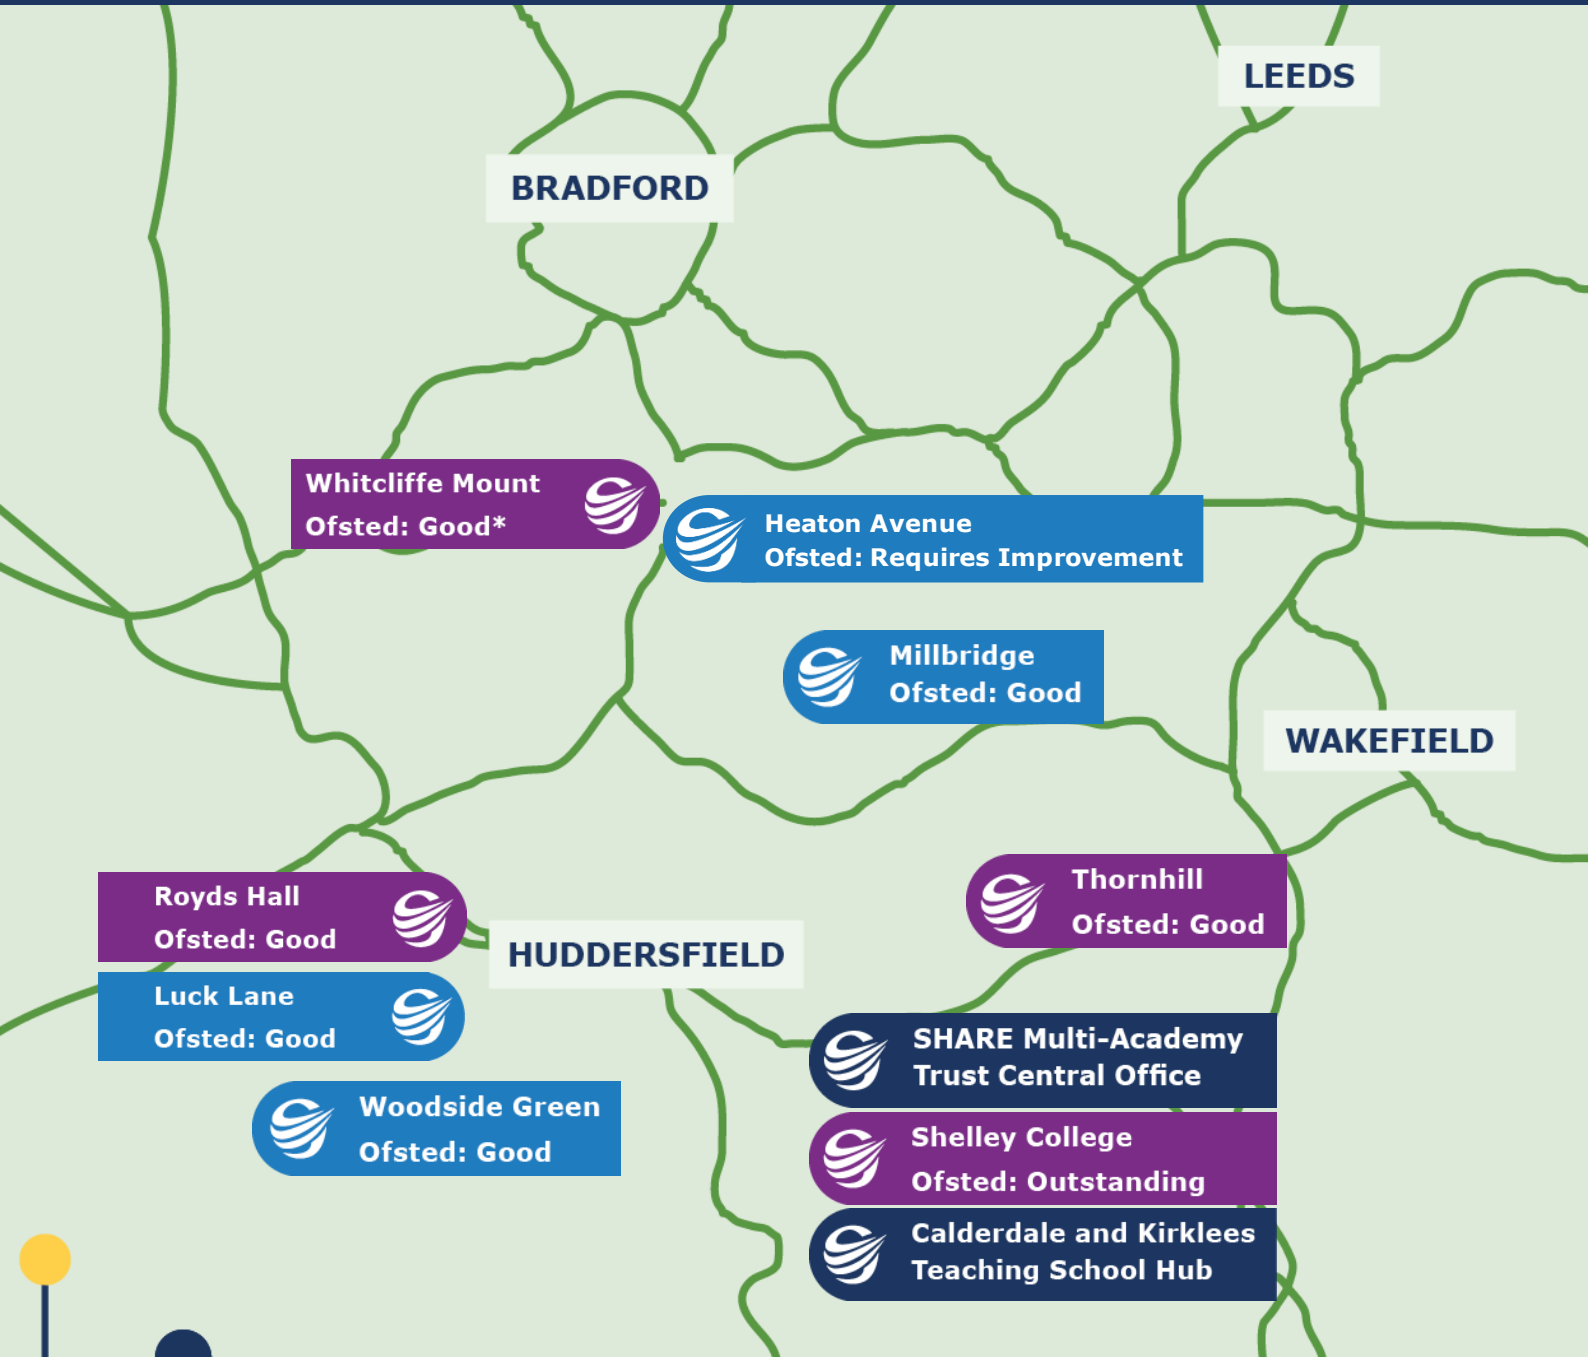 LEEDS
BRADFORD
Whitcliffe Mount
Ofsted: Good*
Heaton Avenue
Ofsted: Requires Improvement
Millbridge
Ofsted: Good
WAKEFIELD
Thornhill
Ofsted: Good
Royds Hall
Ofsted: Good
HUDDERSFIELD
Luck Lane
Ofsted: Good
SHARE Multi-Academy
Trust Central Office
Woodside Green
Ofsted: Good
Shelley College
Ofsted: Outstanding
Calderdale and Kirklees
Teaching School Hub